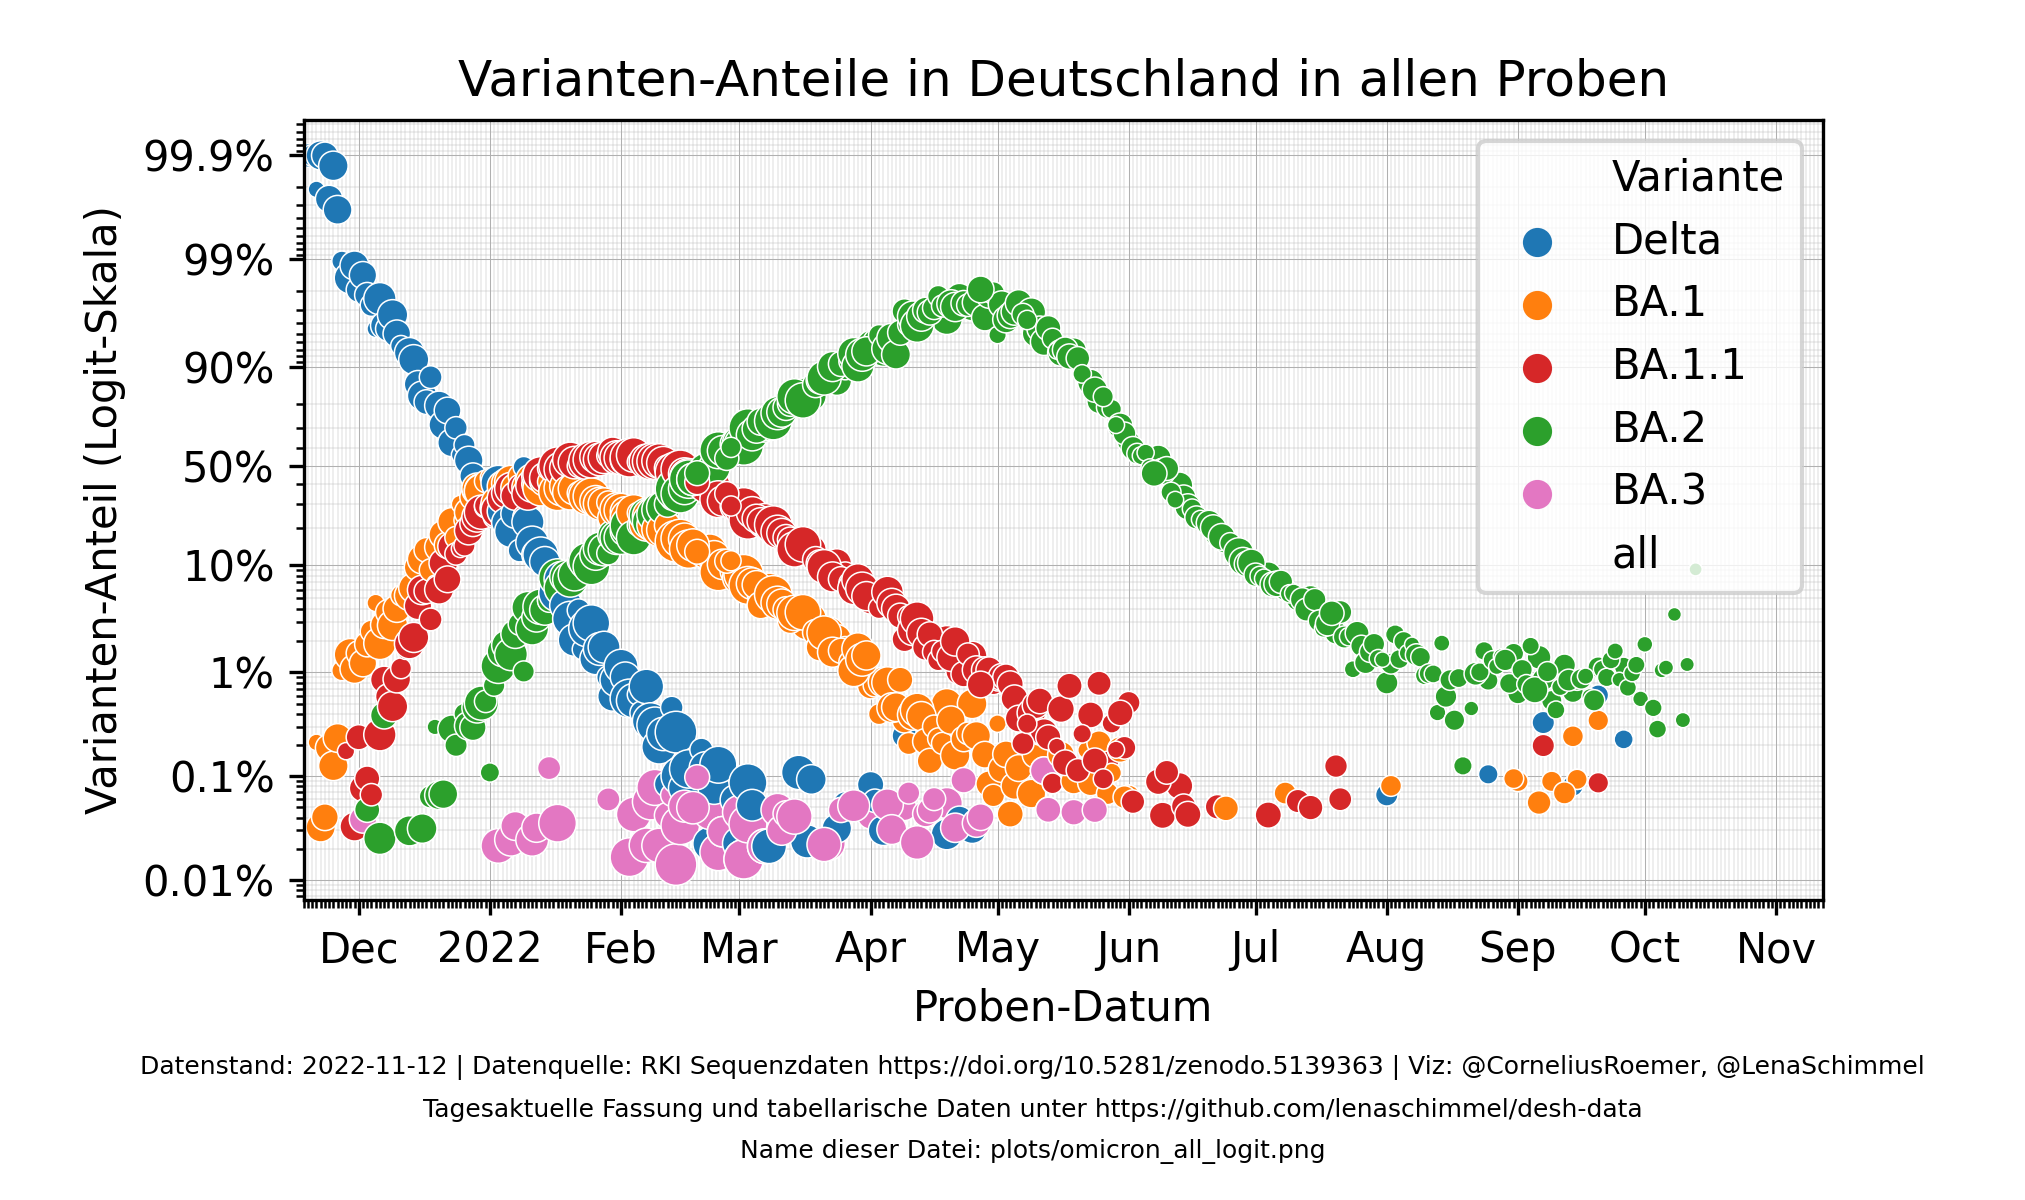 Varianten-Anteile in Deutschland in allen Proben
Varianten-Anteil (Logit-Skala)
99.9%
99%
90%
50%
10%
1%
0.1%
0.01%
Variante
Delta
BA.1
BA.1.1
BA.2
BA.3
all
Dec 2022 Feb Mar Apr May Jun Jul Aug Sep Oct Nov
Proben-Datum
Datenstand: 2022-11-12 | Datenquelle: RKI Sequenzdaten https://doi.org/10.5281/zenodo.5139363 | Viz: @CorneliusRoemer, @LenaSchimmel
Tagesaktuelle Fassung und tabellarische Daten unter https://github.com/lenaschimmel/desh-data
Name dieser Datei: plots/omicron_all_logit.png